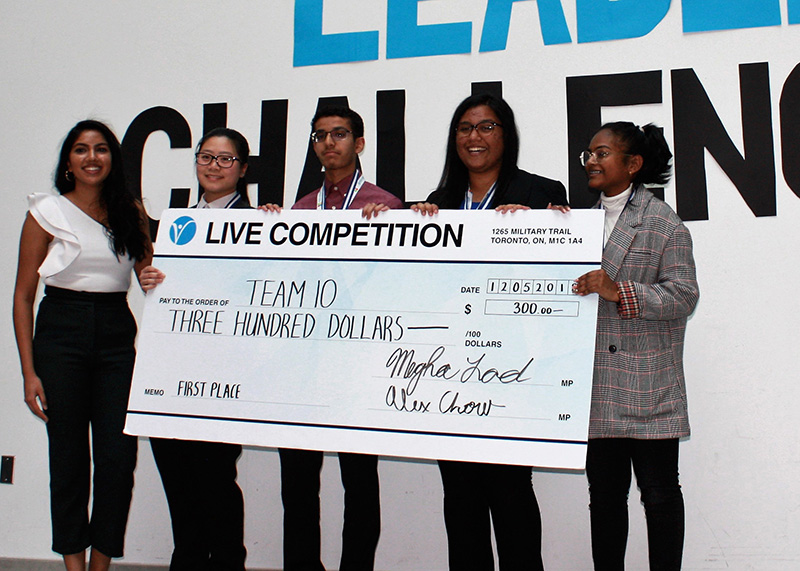 LEADE
CHALLENG
LIVE COMPETITION
1265 MILITARY TRAIL
TORONTO, ON, M1C 1A4
DATE 12052018
PAY TO THE ORDER OF TEAM 10
$ 300.00—
THREE HUNDRED DOLLARS— /100
DOLLARS
Megha Lad MP
MEMO FIRST PLACE
Alex Chow MP